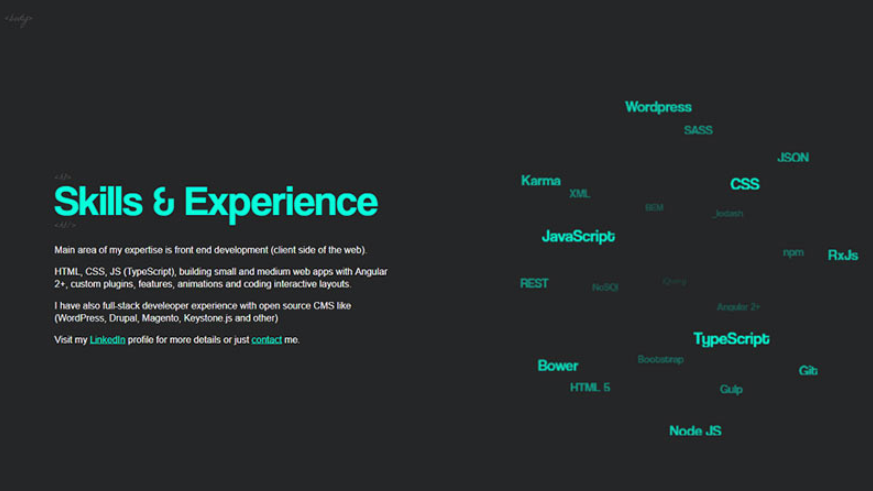 <body>
Skills & Experience
Main area of my expertise is front end development (client side of the web).
HTML, CSS, JS (TypeScript), building small and medium web apps with Angular
2+, custom plugins, features, animations and coding interactive layouts.
I have also full-stack develeoper experience with open source CMS like
(WordPress, Drupal, Magento, Keystone.js and other)
Visit my LinkedIn profile for more details or just contact me.
Wordpress
SASS
JSON
Karma
CSS
XML
BEM
_lodash
JavaScript
npm
RxJs
REST
NoSQl
Angular 2+
TypeScript
Bootstrap
Bower
Git
HTML 5
Gulp
Node JS